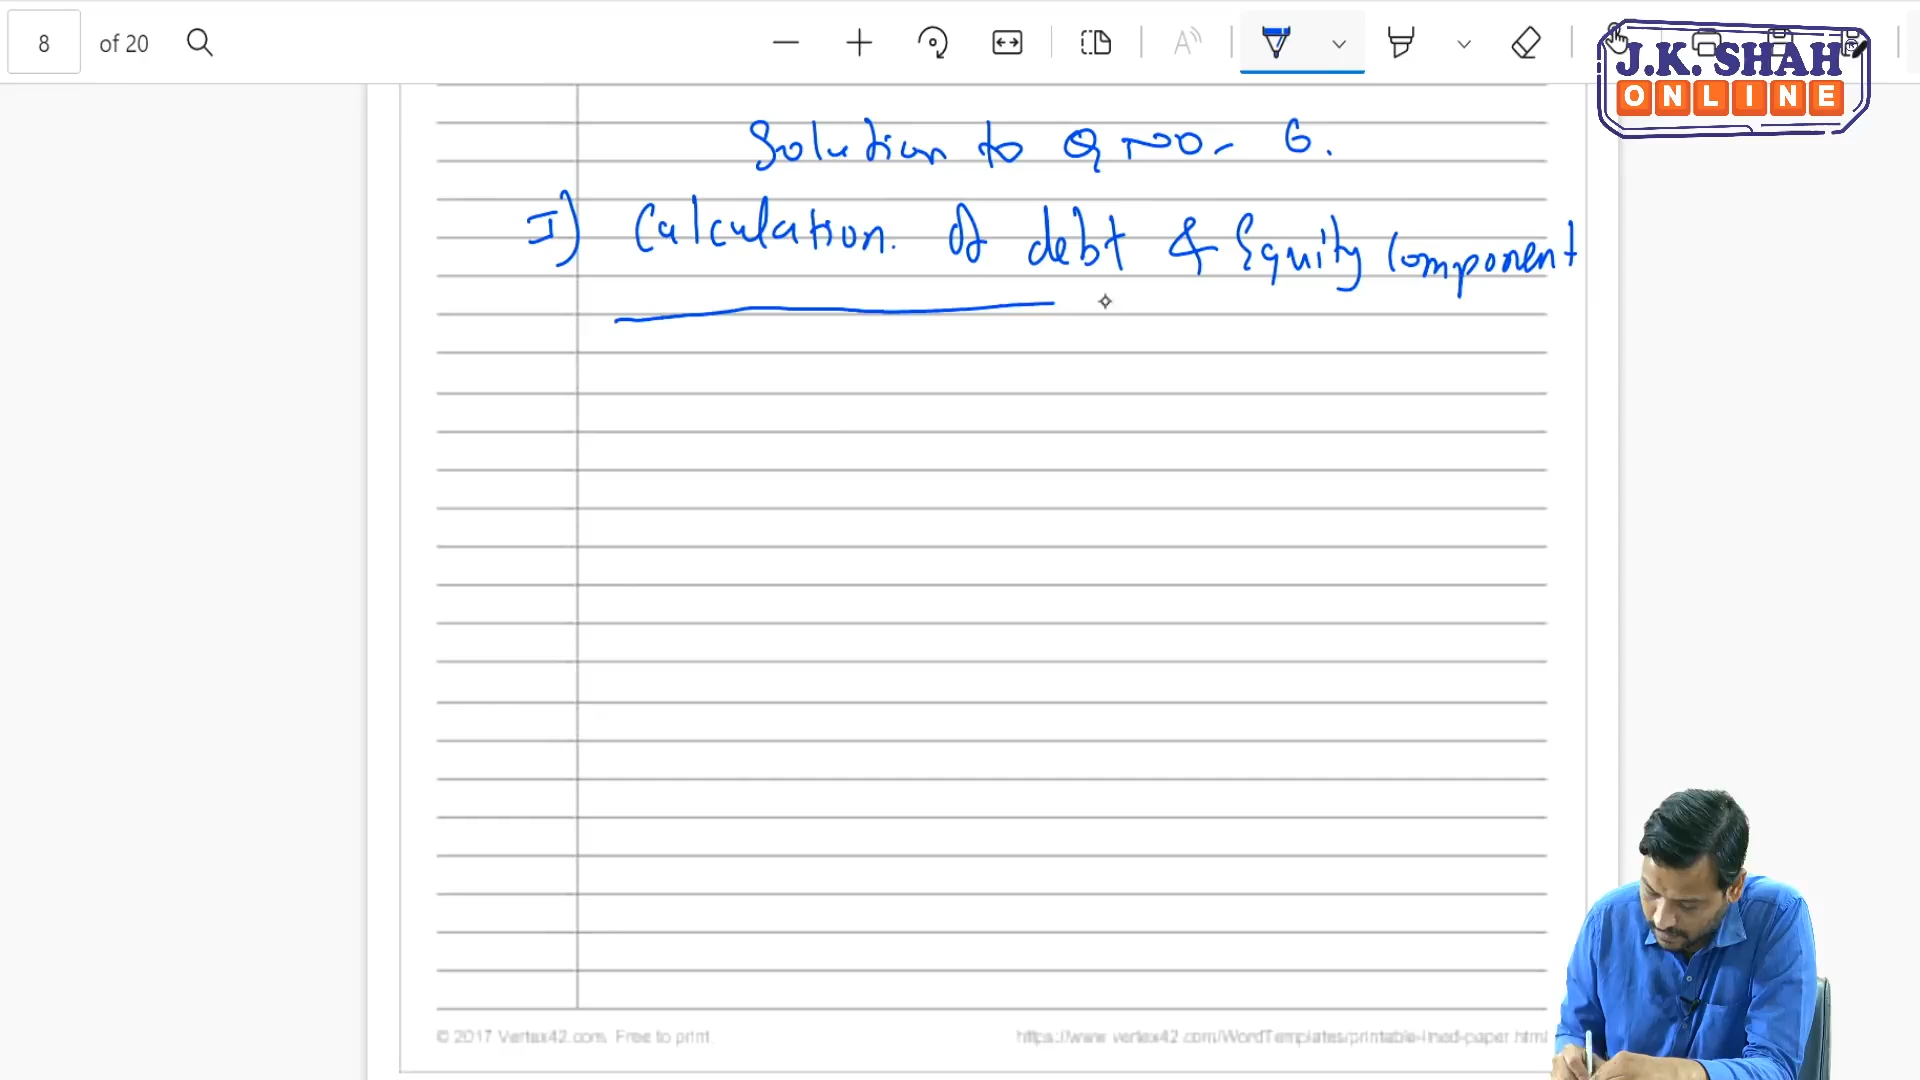 8 of 20
J.K. SHAH
ONLINE
Solution to Q No. 6.
I) Calculation of debt & Equity Component
© 2017 Vertex42.com. Free to print.
https://www.vertex42.com/WordTemplates/printable-lined-paper.html